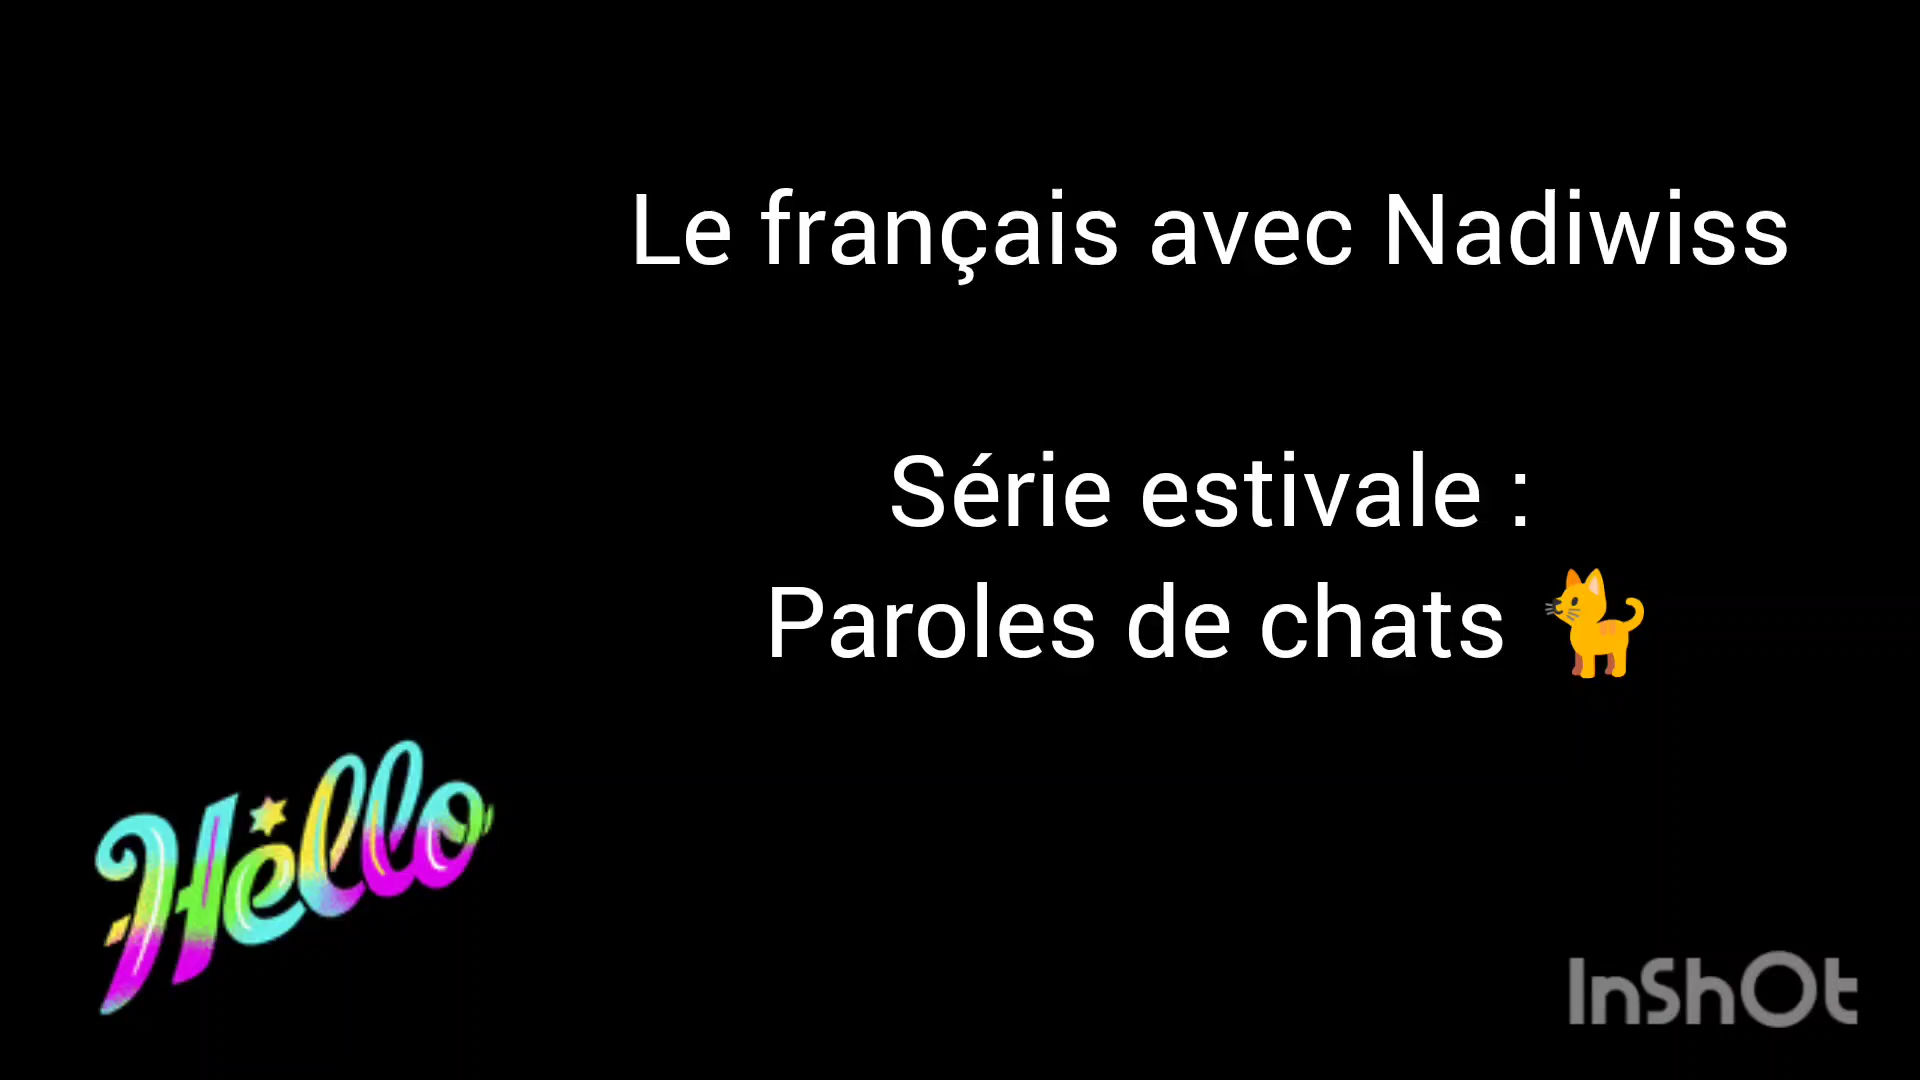 Le français avec Nadiwiss
Série estivale :
Paroles de chats
Hello
InShOt